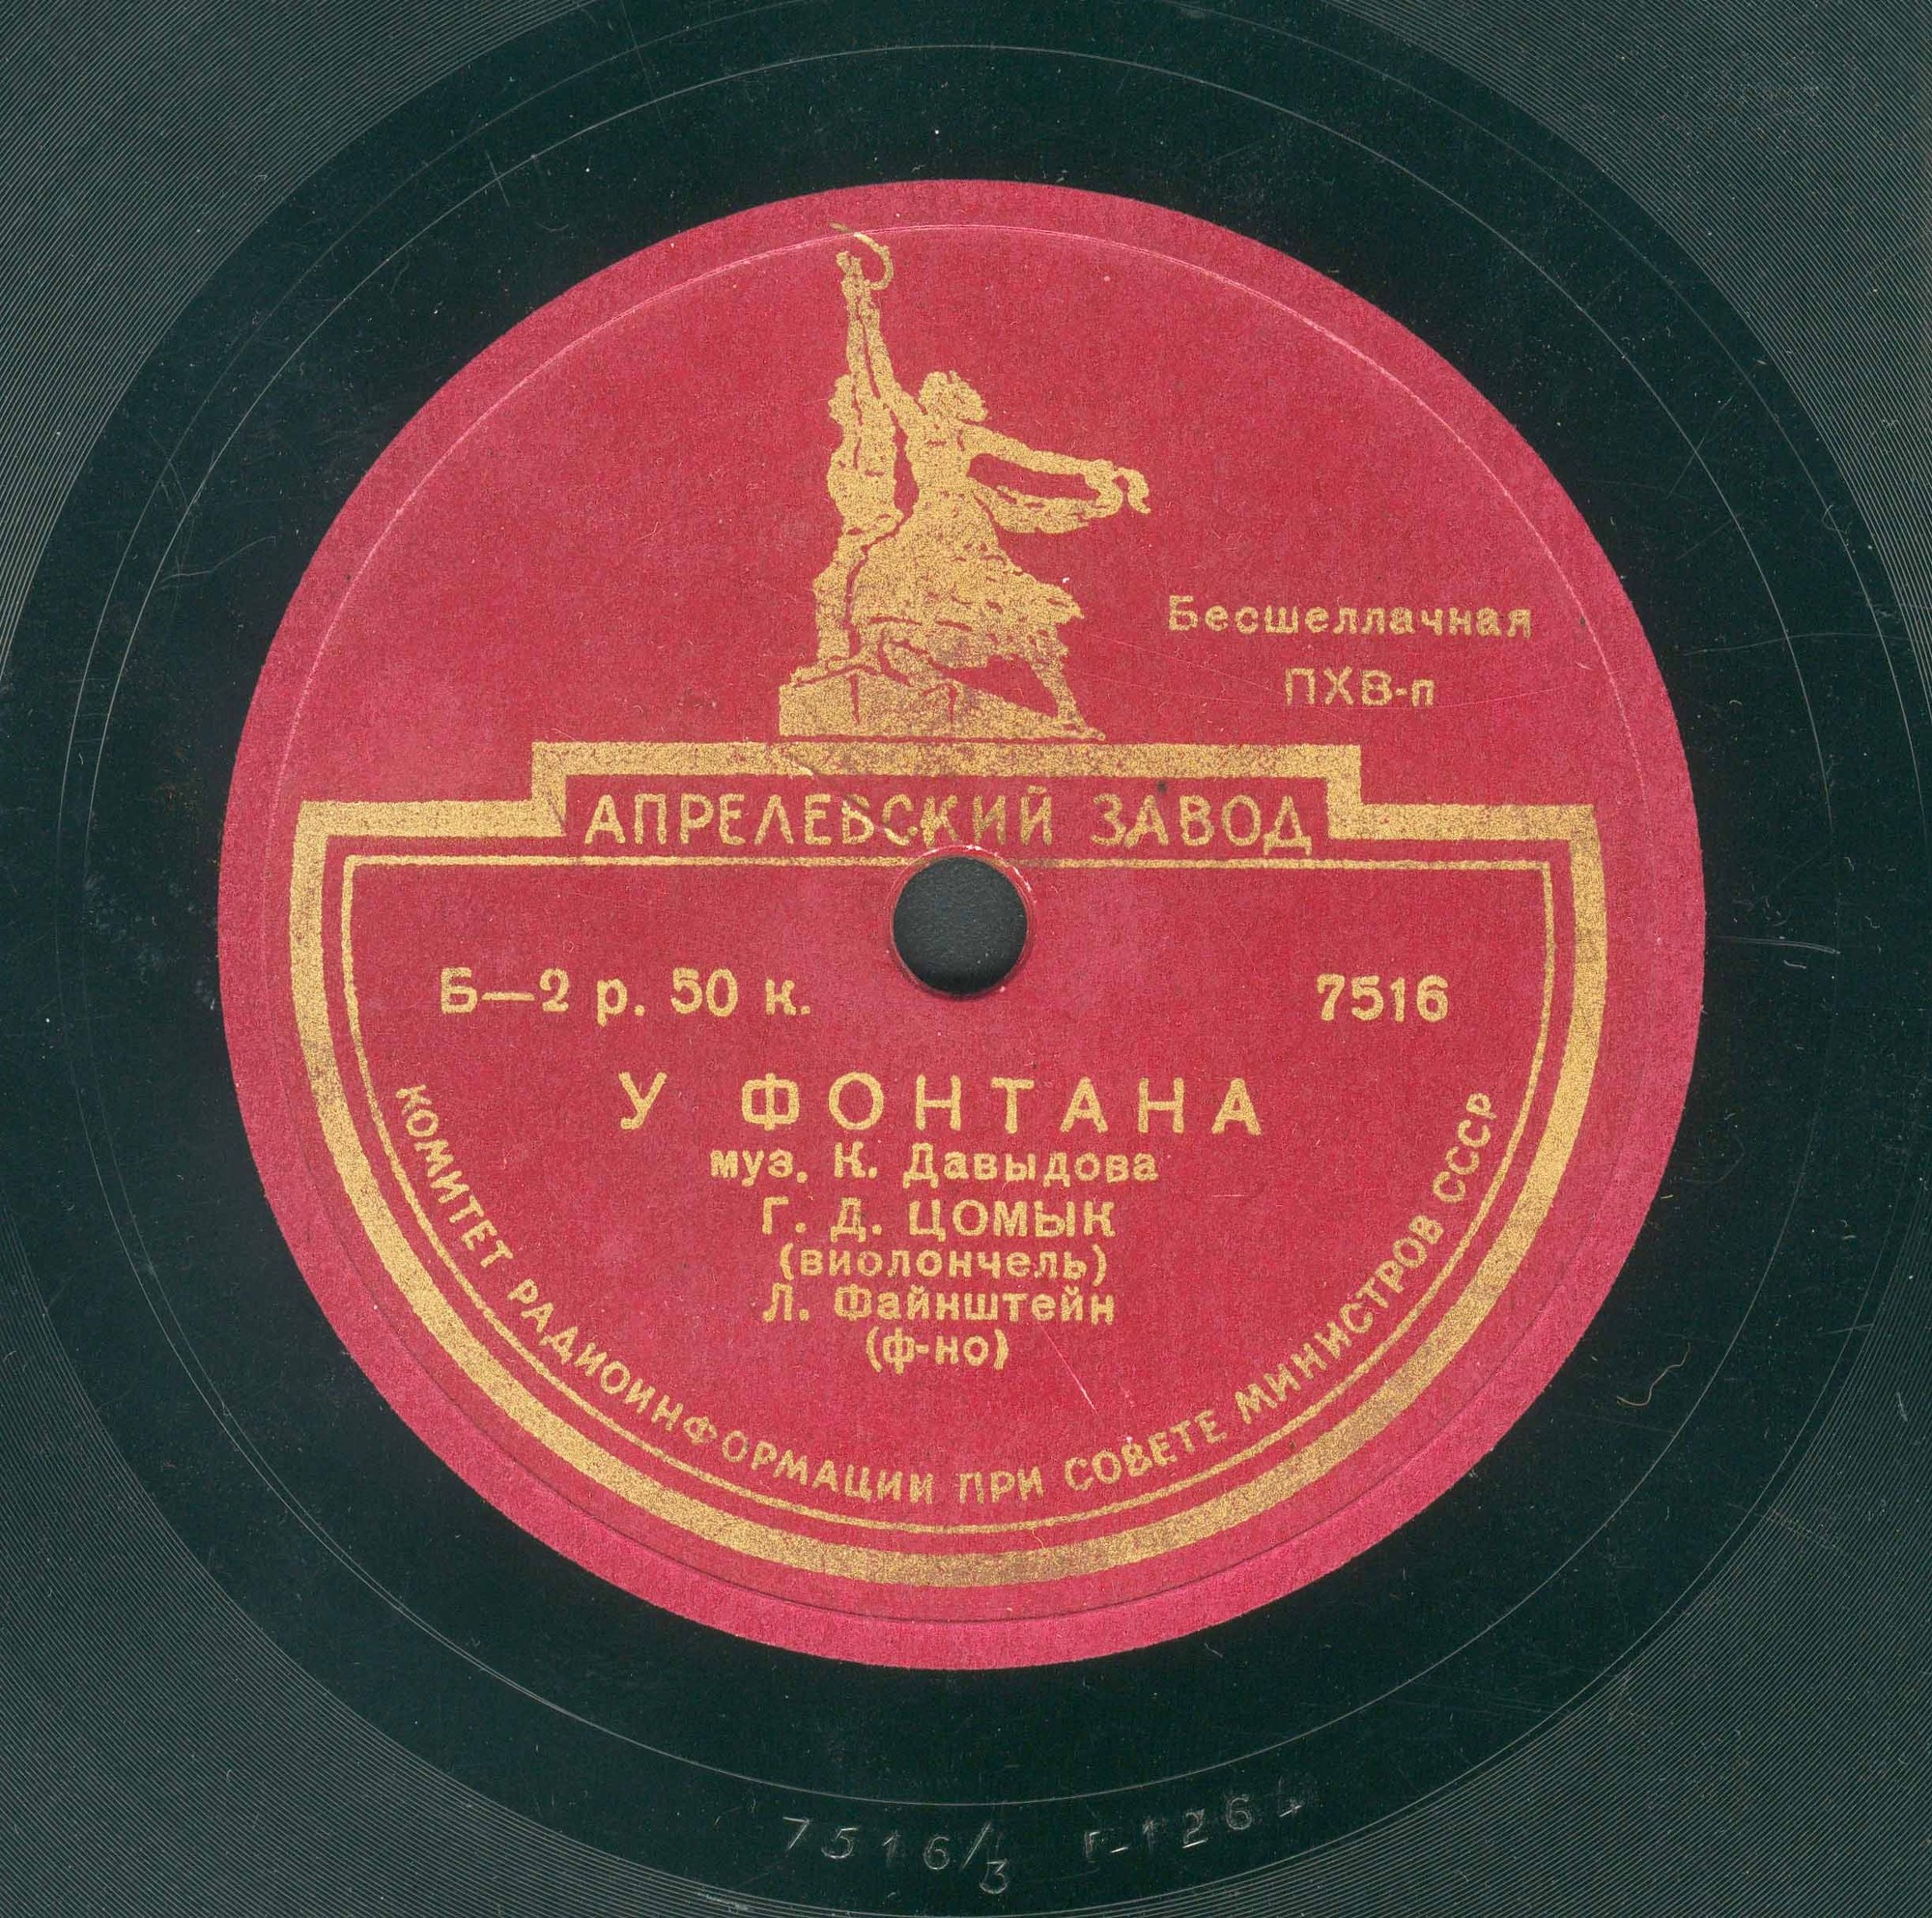 Бесшеллачная
ПХВ-п
АПРЕЛЕВСКИЙ ЗАВОД
Б—2 р. 50 к.
7516
У ФОНТАНА
муз. К. Давыдова
Г. Д. ЦОМЫК
(виолончель)
Л. Файнштейн
(ф-но)
КОМИТЕТ РАДИОИНФОРМАЦИИ ПРИ СОВЕТЕ МИНИСТРОВ СССР
7516/3